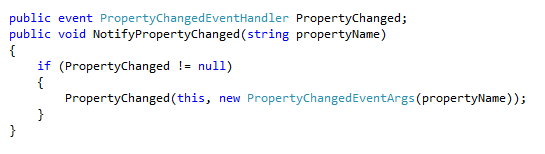 public event PropertyChangedEventHandler PropertyChanged;
public void NotifyPropertyChanged(string propertyName)
{
    if (PropertyChanged != null)
    {
        PropertyChanged(this, new PropertyChangedEventArgs(propertyName));
    }
}